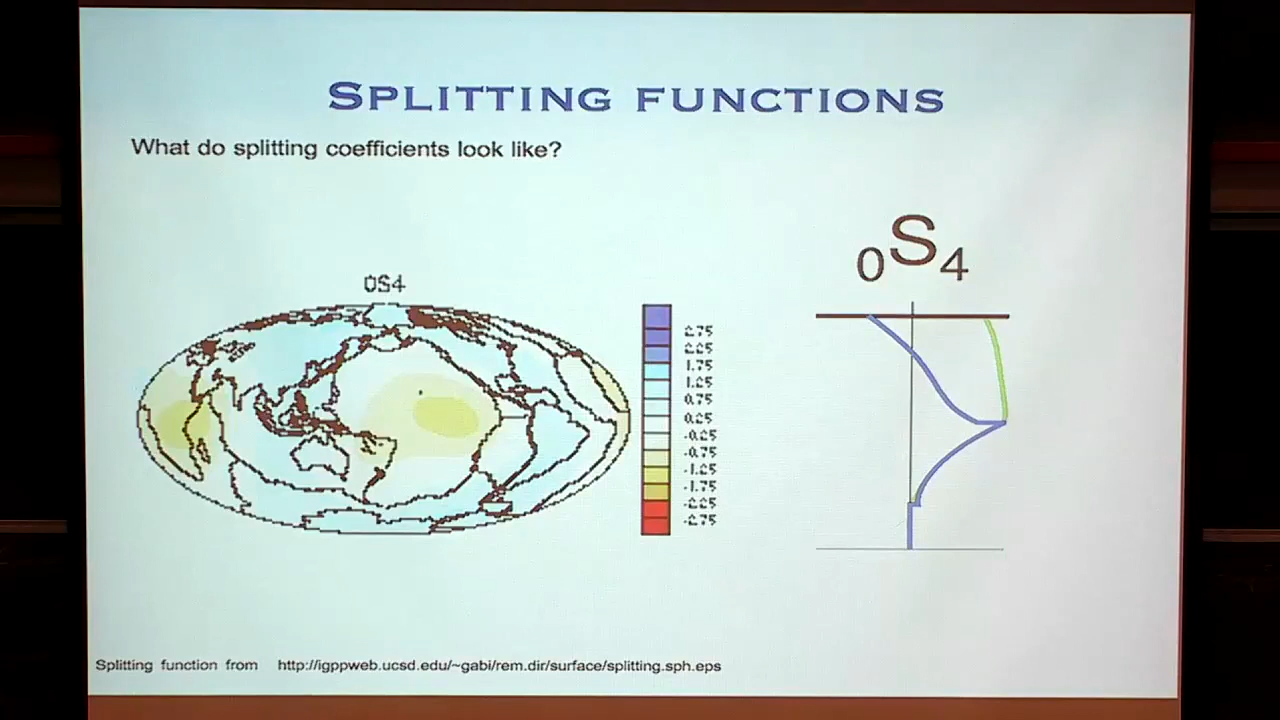 SPLITTING FUNCTIONS
What do splitting coefficients look like?
0S4
0S4
2.75
2.25
1.75
1.25
0.75
0.25
-0.25
-0.75
-1.25
-1.75
-2.25
-2.75
Splitting function from http://igppweb.ucsd.edu/~gabi/rem.dir/surface/splitting.sph.eps